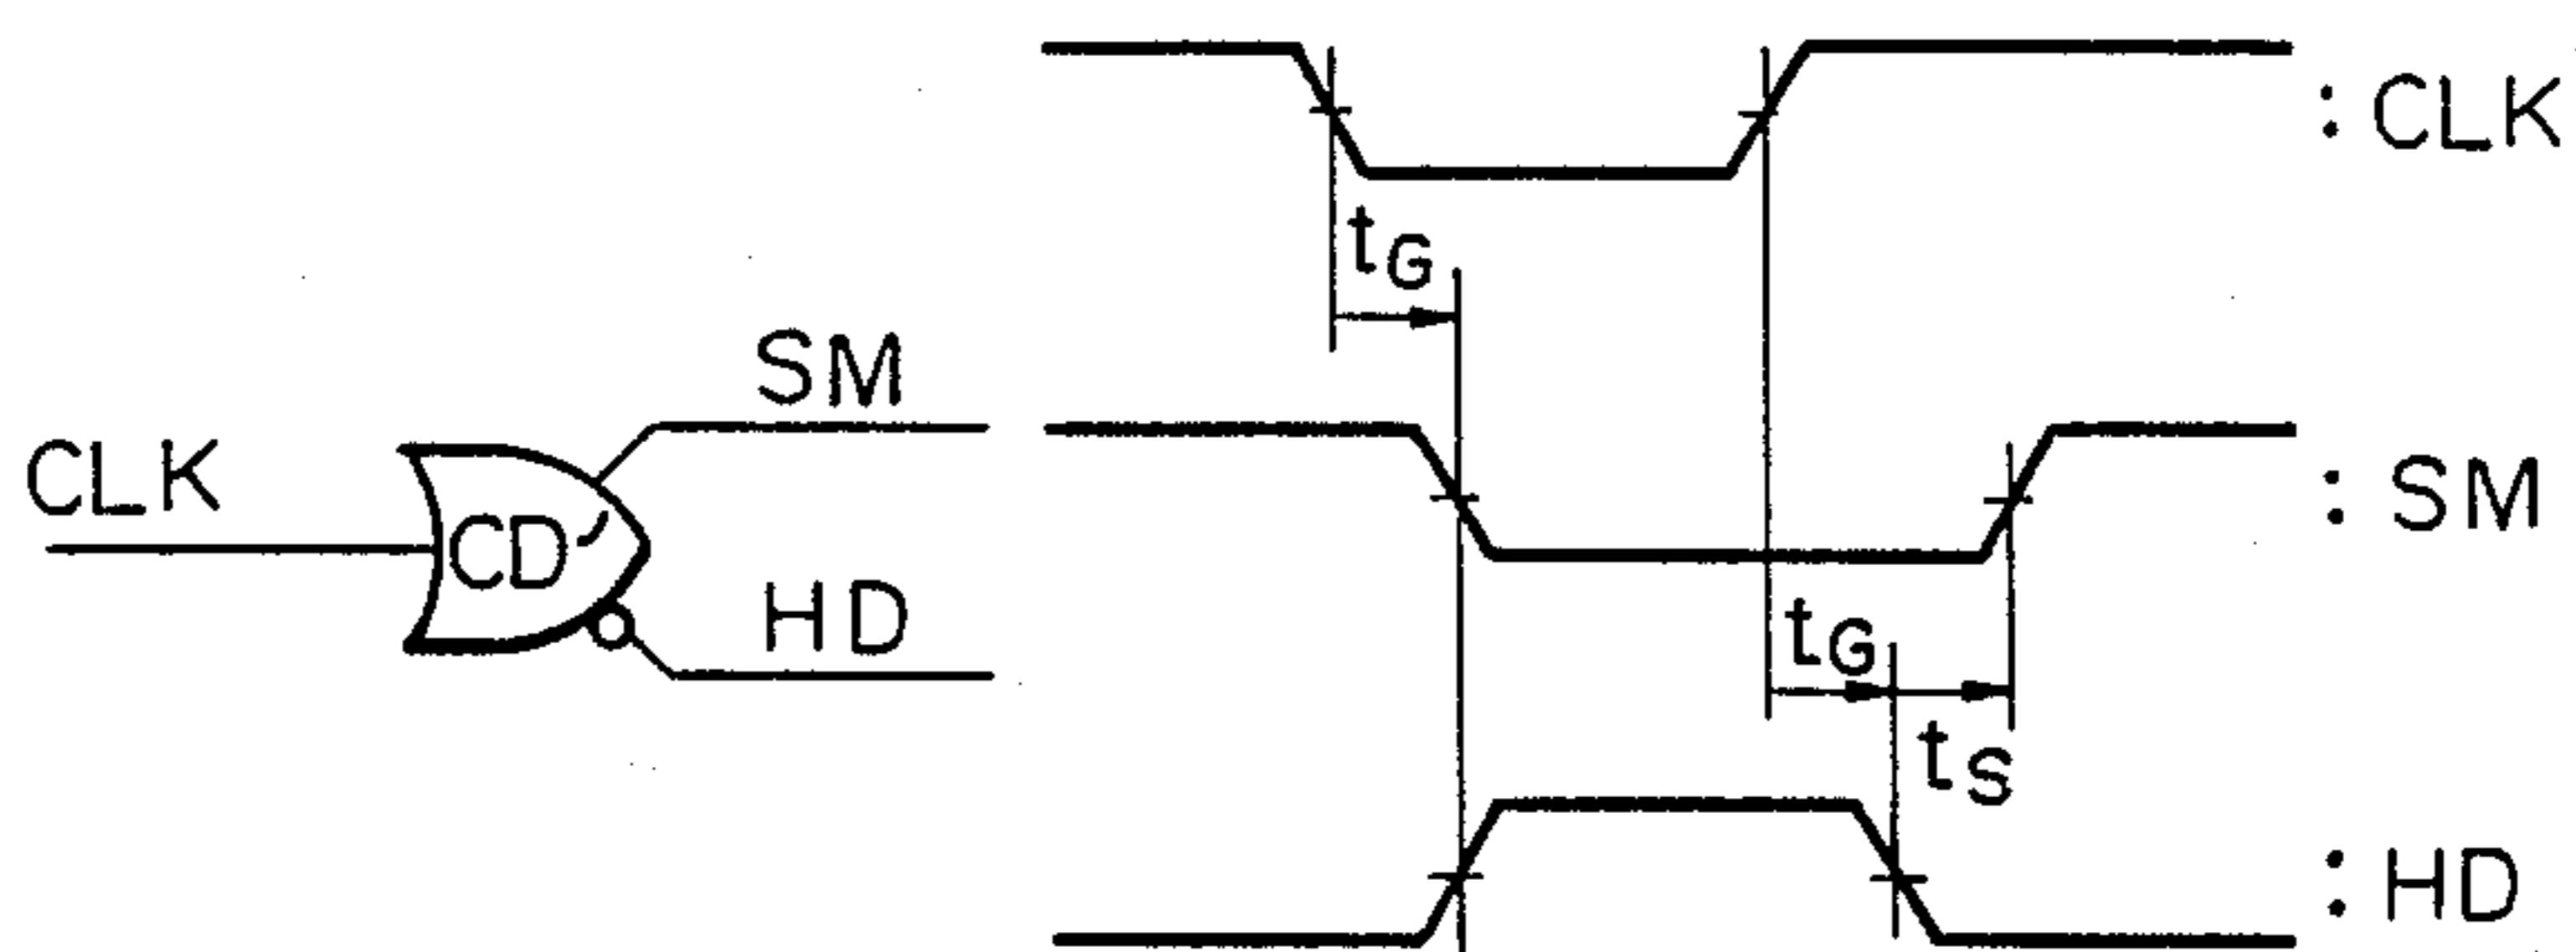 : CLK
tG
SM
CLK
: SM
CD'
HD
tG
tS
: HD